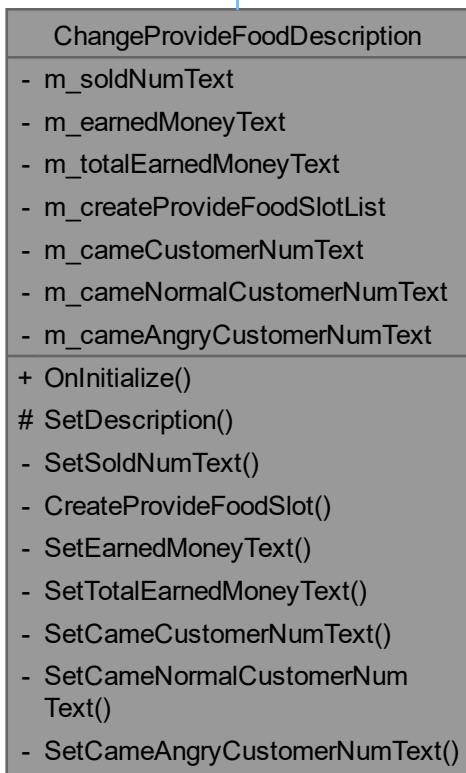 ChangeProvideFoodDescription
- m_soldNumText
- m_earnedMoneyText
- m_totalEarnedMoneyText
- m_createProvideFoodSlotList
- m_cameCustomerNumText
- m_cameNormalCustomerNumText
- m_cameAngryCustomerNumText
+ OnInitialize()
# SetDescription()
- SetSoldNumText()
- CreateProvideFoodSlot()
- SetEarnedMoneyText()
- SetTotalEarnedMoneyText()
- SetCameCustomerNumText()
- SetCameNormalCustomerNum
Text()
- SetCameAngryCustomerNumText()